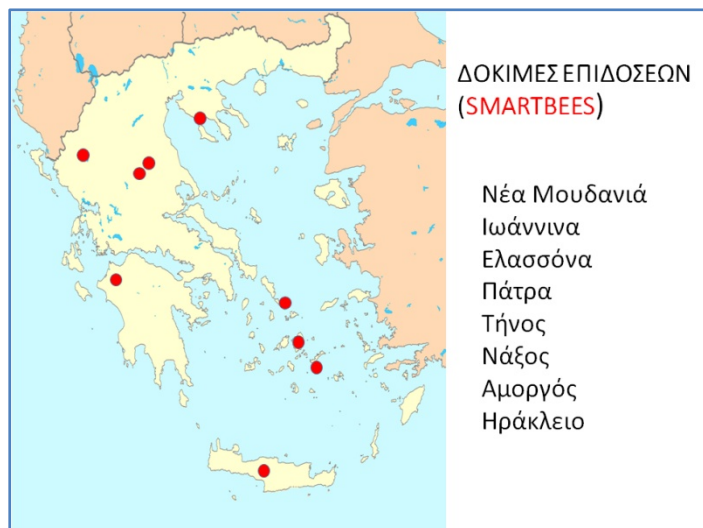 ΔΟΚΙΜΕΣ ΕΠΙΔΟΣΕΩΝ
(SMARTBEES)
Νέα Μουδανιά
Ιωάννινα
Ελασσόνα
Πάτρα
Τήνος
Νάξος
Αμοργός
Ηράκλειο